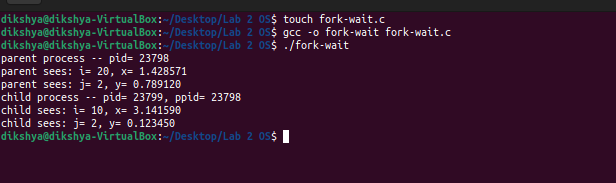 dikshya@dikshya-VirtualBox:~/Desktop/Lab 2 OS$ touch fork-wait.c
dikshya@dikshya-VirtualBox:~/Desktop/Lab 2 OS$ gcc -o fork-wait fork-wait.c
dikshya@dikshya-VirtualBox:~/Desktop/Lab 2 OS$ ./fork-wait
parent process -- pid= 23798
parent sees: i= 20, x= 1.428571
parent sees: j= 2, y= 0.789120
child process -- pid= 23799, ppid= 23798
child sees: i= 10, x= 3.141590
child sees: j= 2, y= 0.123450
dikshya@dikshya-VirtualBox:~/Desktop/Lab 2 OS$